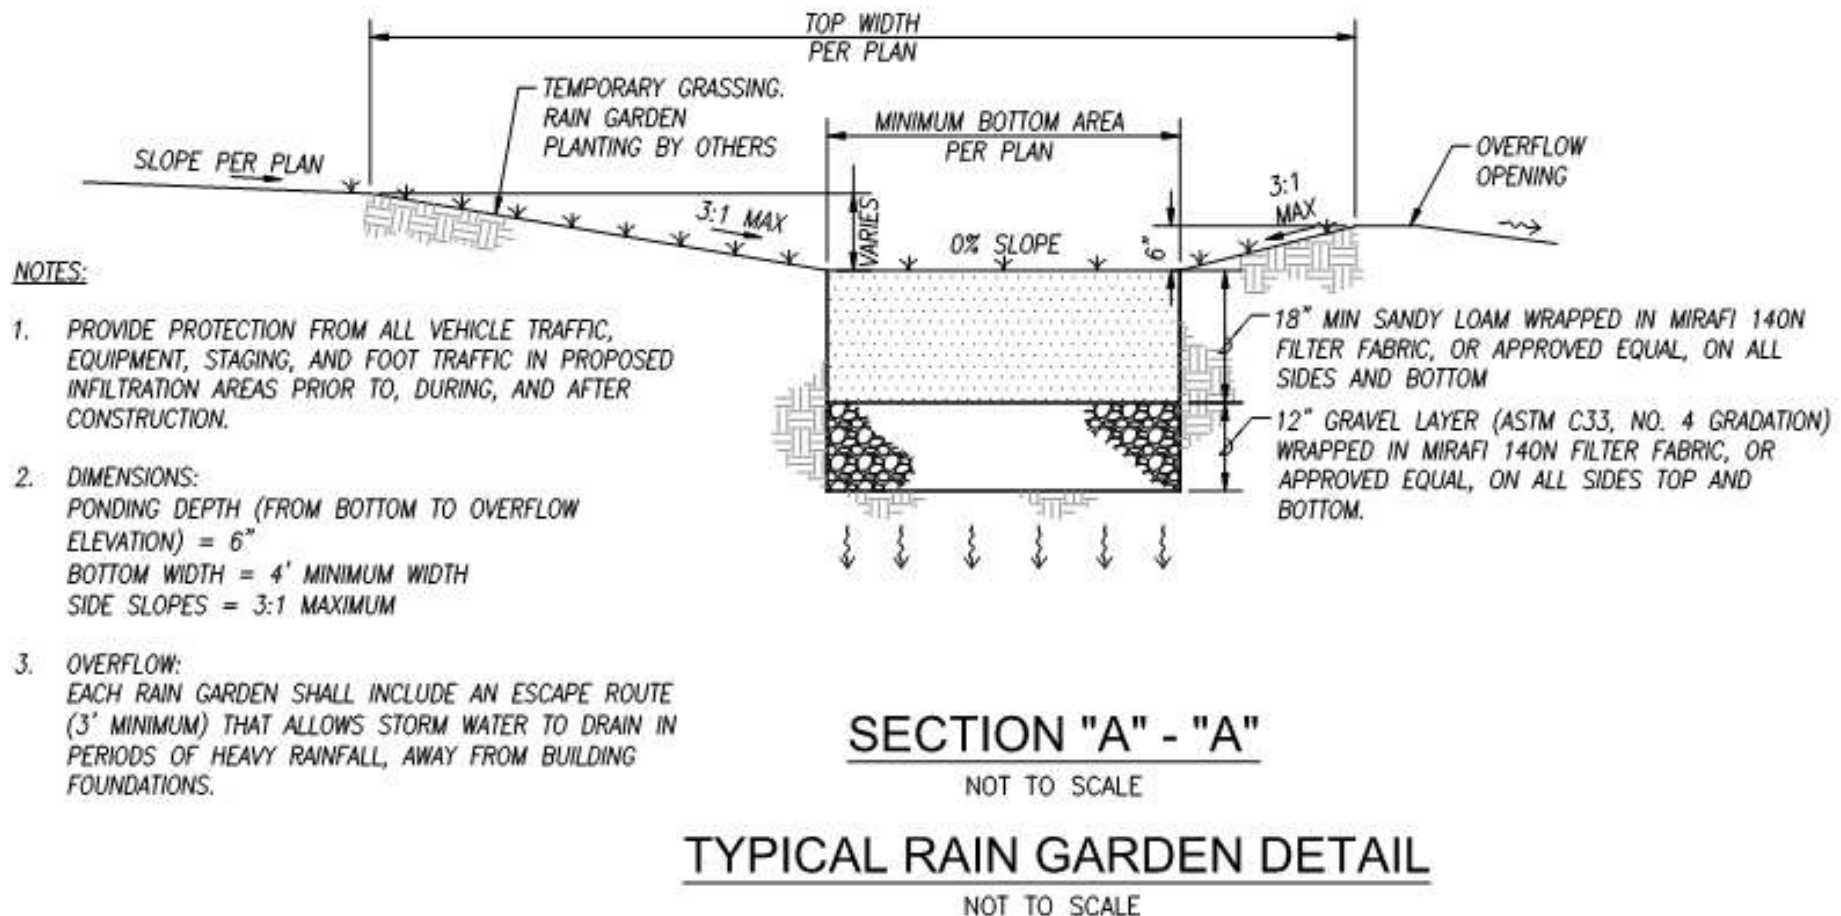 TOP WIDTH
PER PLAN
TEMPORARY GRASSING.
RAIN GARDEN
PLANTING BY OTHERS
MINIMUM BOTTOM AREA
PER PLAN
SLOPE PER PLAN
OVERFLOW
OPENING
3:1 MAX
VARIES
0% SLOPE
6"
3:1
MAX
NOTES:
1. PROVIDE PROTECTION FROM ALL VEHICLE TRAFFIC,
EQUIPMENT, STAGING, AND FOOT TRAFFIC IN PROPOSED
INFILTRATION AREAS PRIOR TO, DURING, AND AFTER
CONSTRUCTION.
2. DIMENSIONS:
PONDING DEPTH (FROM BOTTOM TO OVERFLOW
ELEVATION) = 6"
BOTTOM WIDTH = 4' MINIMUM WIDTH
SIDE SLOPES = 3:1 MAXIMUM
3. OVERFLOW:
EACH RAIN GARDEN SHALL INCLUDE AN ESCAPE ROUTE
(3' MINIMUM) THAT ALLOWS STORM WATER TO DRAIN IN
PERIODS OF HEAVY RAINFALL, AWAY FROM BUILDING
FOUNDATIONS.
18" MIN SANDY LOAM WRAPPED IN MIRAFI 140N
FILTER FABRIC, OR APPROVED EQUAL, ON ALL
SIDES AND BOTTOM
12" GRAVEL LAYER (ASTM C33, NO. 4 GRADATION)
WRAPPED IN MIRAFI 140N FILTER FABRIC, OR
APPROVED EQUAL, ON ALL SIDES TOP AND
BOTTOM.
SECTION "A" - "A"
NOT TO SCALE
TYPICAL RAIN GARDEN DETAIL
NOT TO SCALE